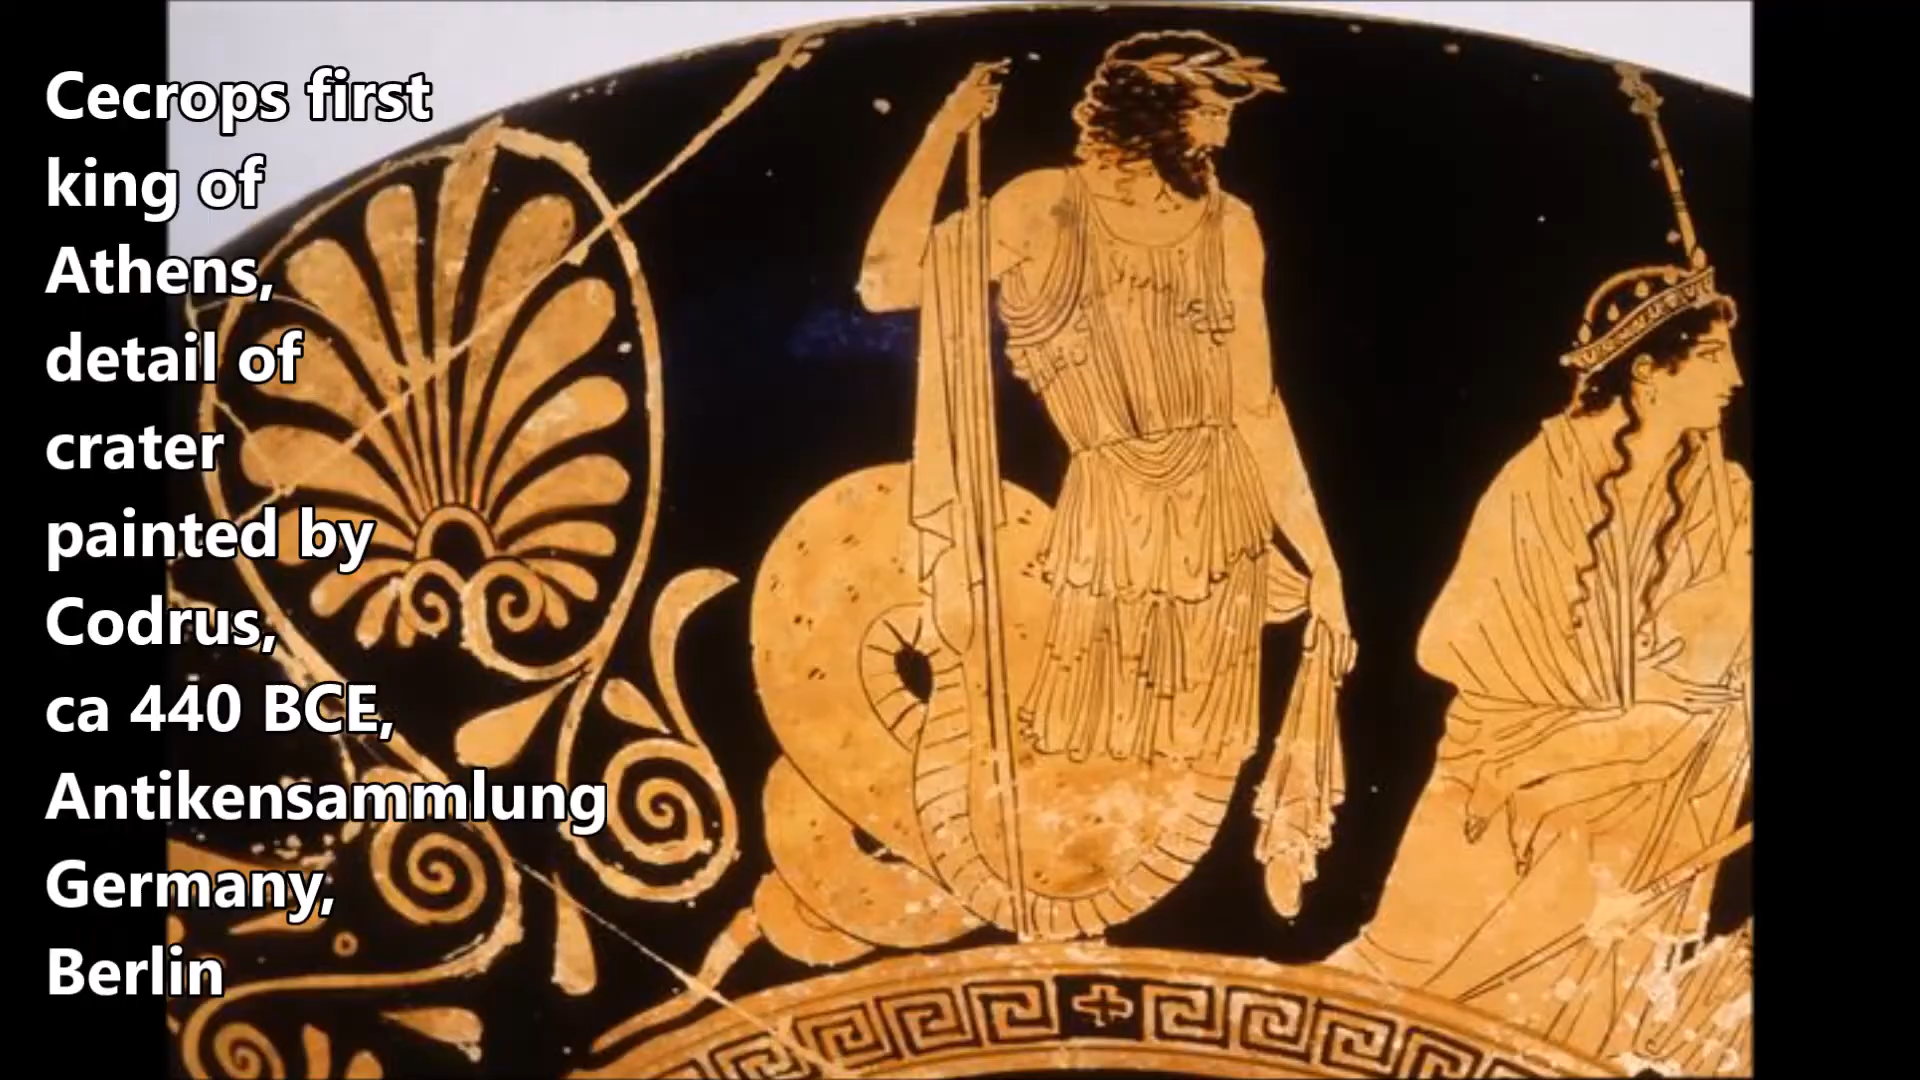 Cecrops first
king of
Athens,
detail of
crater
painted by
Codrus,
ca 440 BCE,
Antikensammlung
Germany,
Berlin